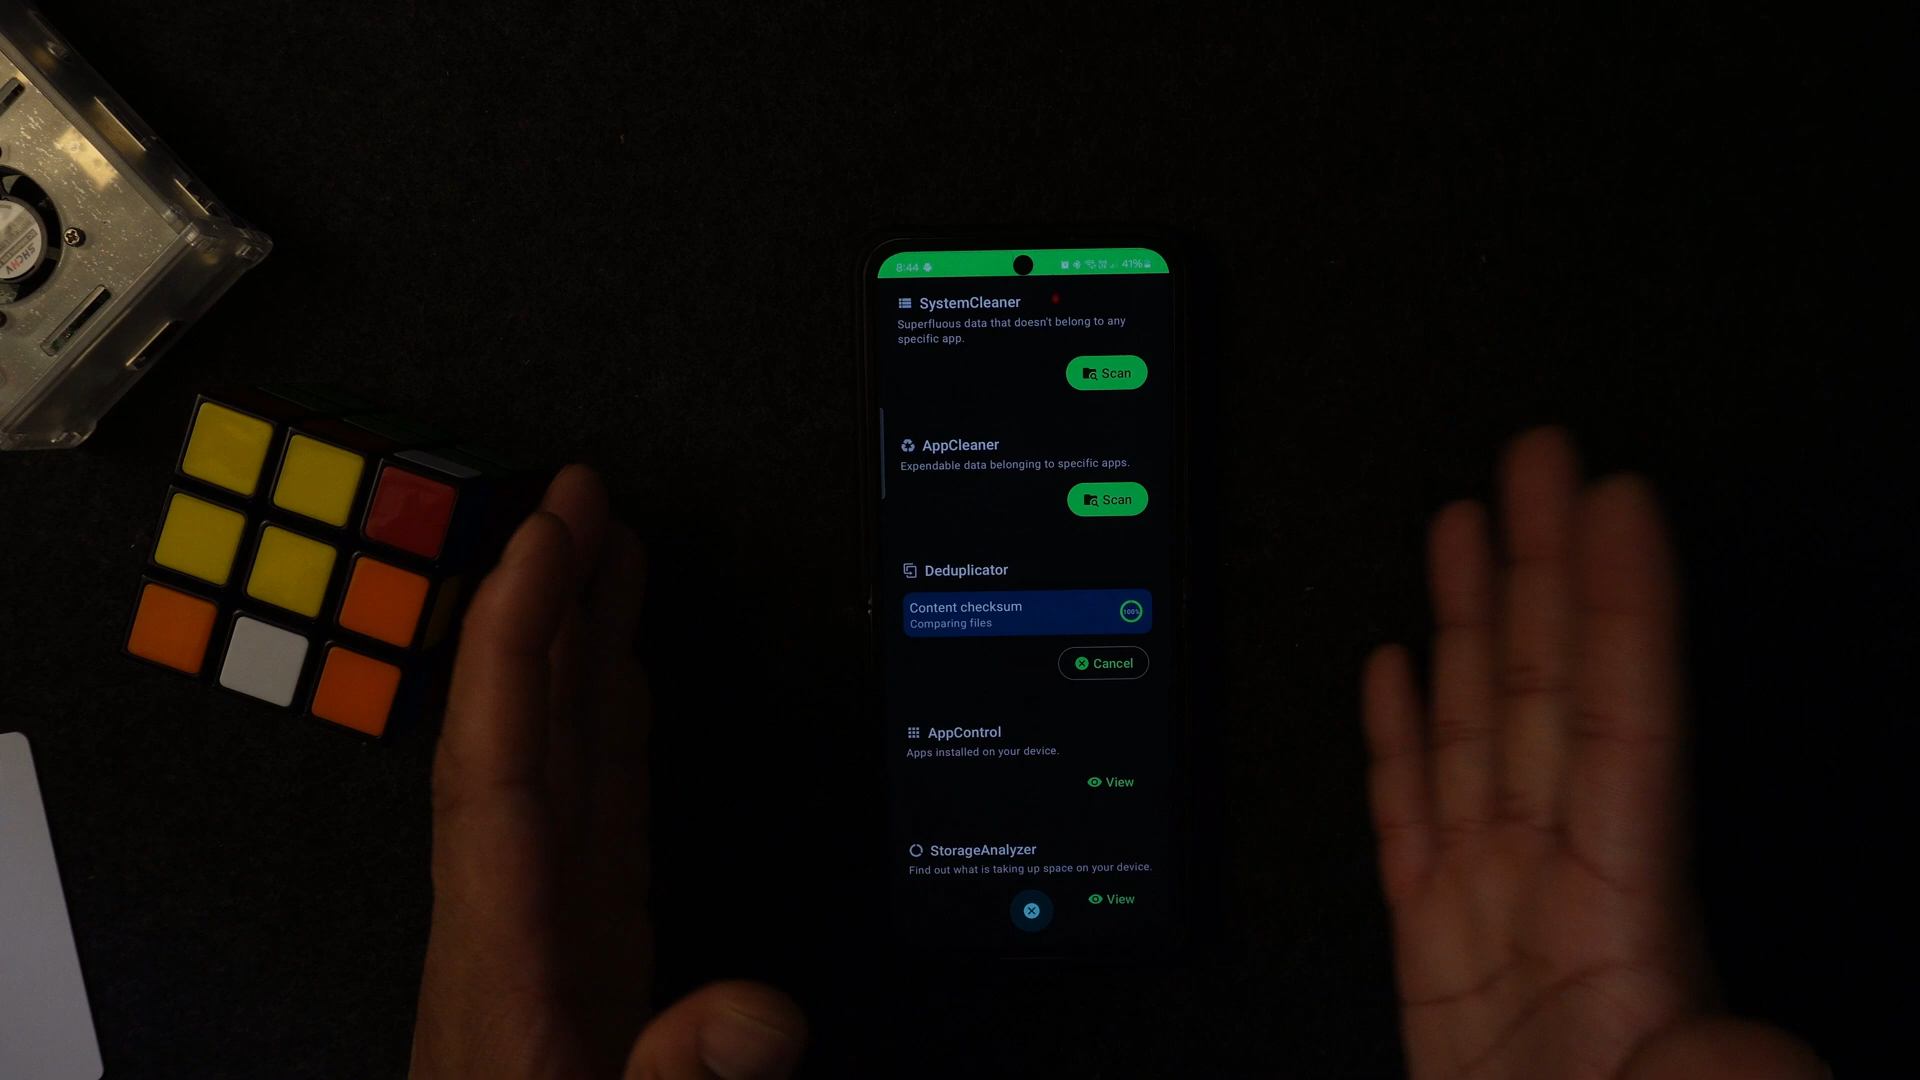 8:44
41%
SystemCleaner
Superfluous data that doesn't belong to any
specific app.
Scan
AppCleaner
Expendable data belonging to specific apps.
Scan
Deduplicator
Content checksum
100%
Comparing files
Cancel
AppControl
Apps installed on your device.
View
StorageAnalyzer
Find out what is taking up space on your device.
View